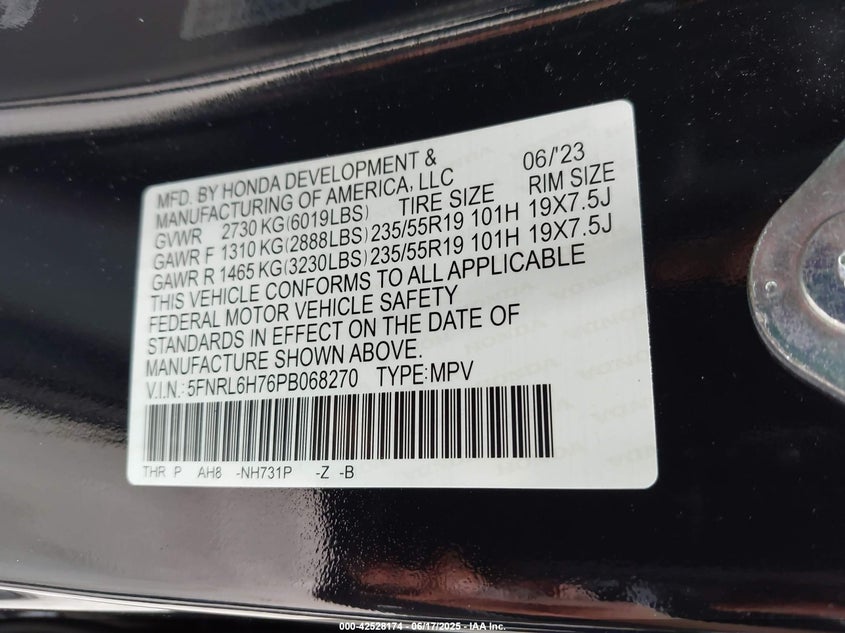 MFD. BY HONDA DEVELOPMENT & 06/'23
MANUFACTURING OF AMERICA, LLC
GVWR 2730 KG(6019LBS) TIRE SIZE RIM SIZE
GAWR F 1310 KG(2888LBS) 235/55R19 101H 19X7.5J
GAWR R 1465 KG(3230LBS) 235/55R19 101H 19X7.5J
THIS VEHICLE CONFORMS TO ALL APPLICABLE
FEDERAL MOTOR VEHICLE SAFETY
STANDARDS IN EFFECT ON THE DATE OF
MANUFACTURE SHOWN ABOVE.
V.I.N.: 5FNRL6H76PB068270 TYPE:MPV
THR P AH8 -NH731P -Z -B
000-42528174 - 06/17/2025 - IAA Inc.